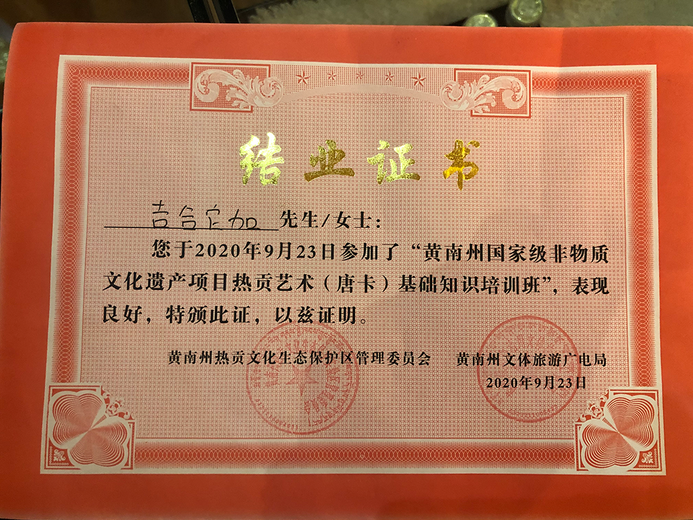 结业证书
吉合它加 先生/女士：
您于2020年9月23日参加了“黄南州国家级非物质
文化遗产项目热贡艺术（唐卡）基础知识培训班”，表现
良好，特颁此证，以兹证明。
黄南州热贡文化生态保护区管理委员会 黄南州文体旅游广电局
2020年9月23日